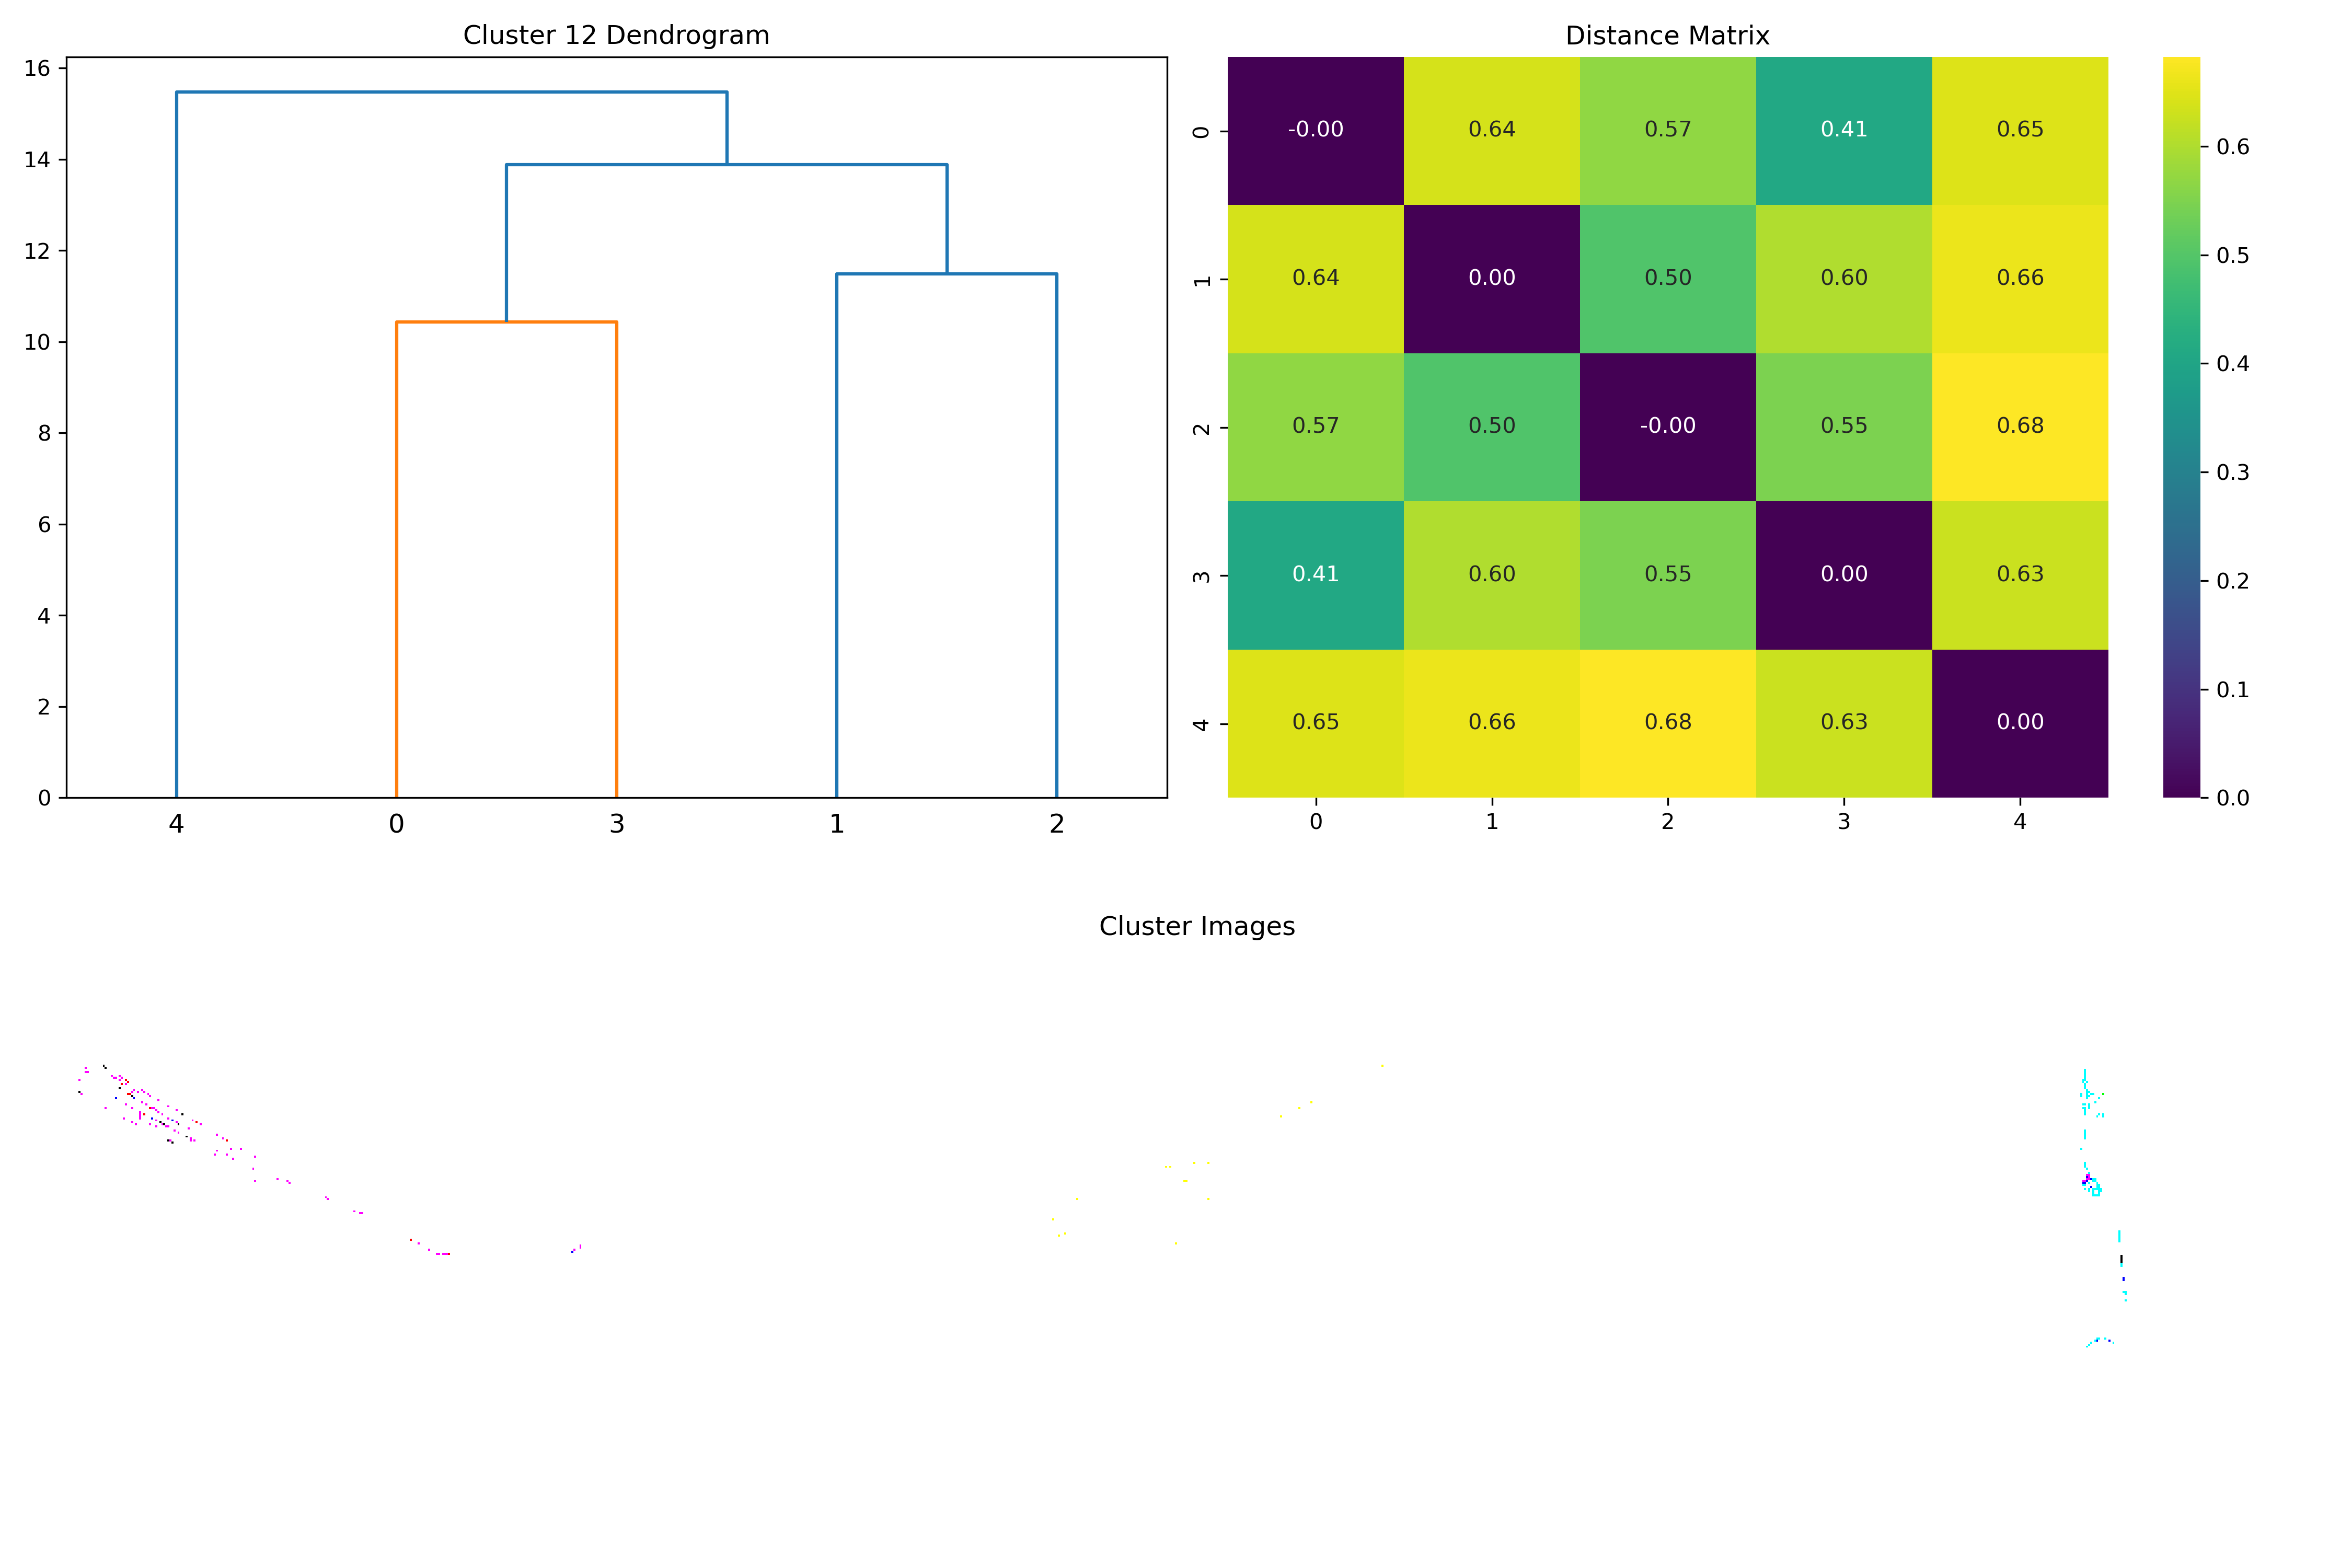 Cluster 12 Dendrogram
16
14
12
10
8
6
4
2
0
4 0 3 1 2
Distance Matrix
0 -0.00 0.64 0.57 0.41 0.65
1 0.64 0.00 0.50 0.60 0.66
2 0.57 0.50 -0.00 0.55 0.68
3 0.41 0.60 0.55 0.00 0.63
4 0.65 0.66 0.68 0.63 0.00
0 1 2 3 4
0.6
0.5
0.4
0.3
0.2
0.1
0.0
Cluster Images